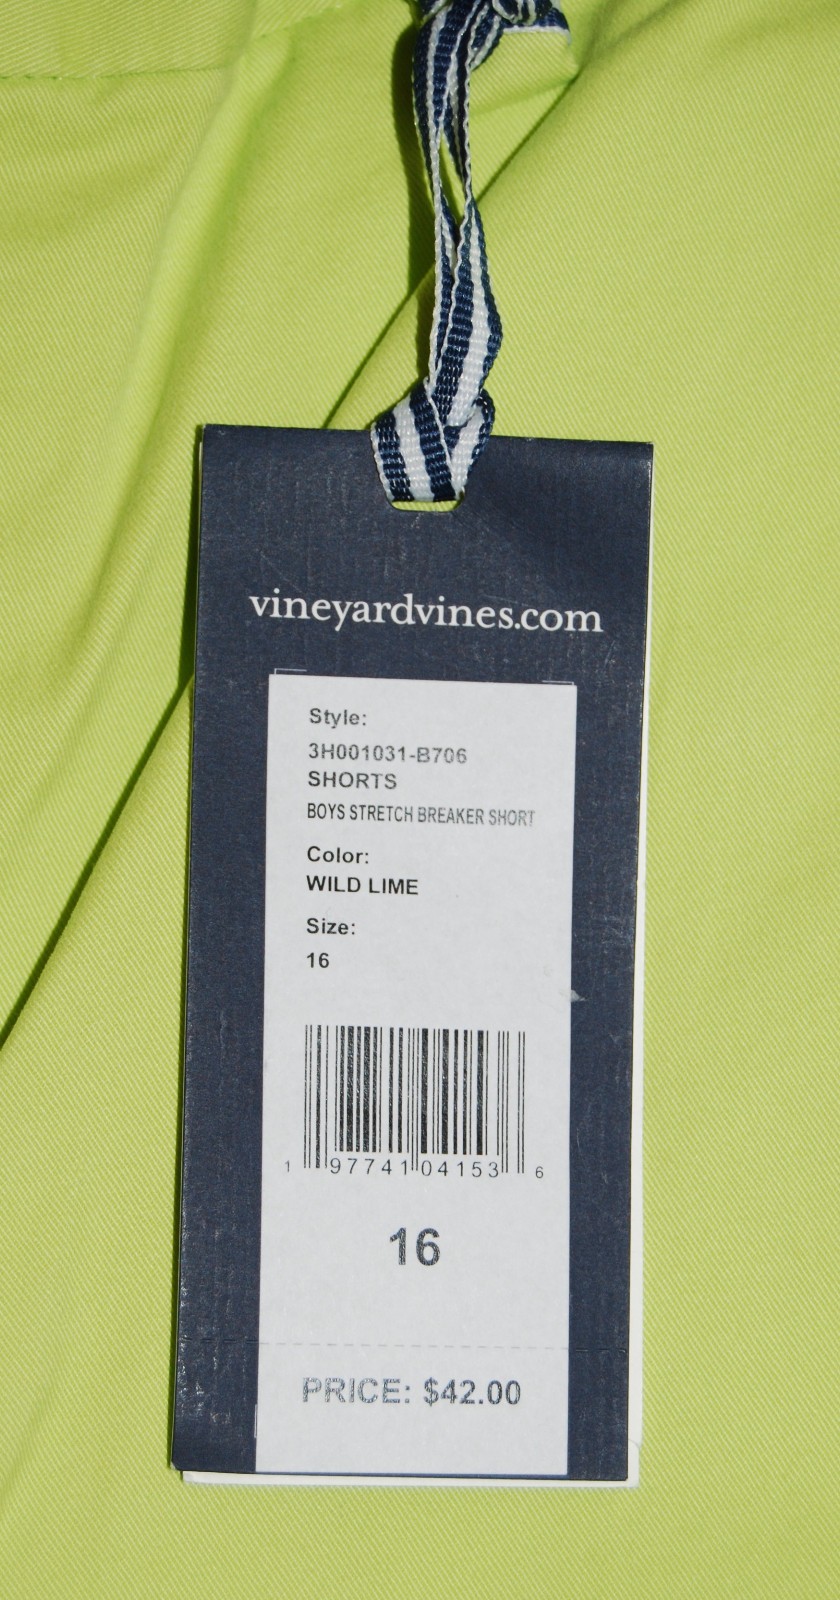 vineyardvines.com
Style:
3H001031-B706
SHORTS
BOYS STRETCH BREAKER SHORT
Color:
WILD LIME
Size:
16
1 97741 04153 6
16
PRICE: $42.00